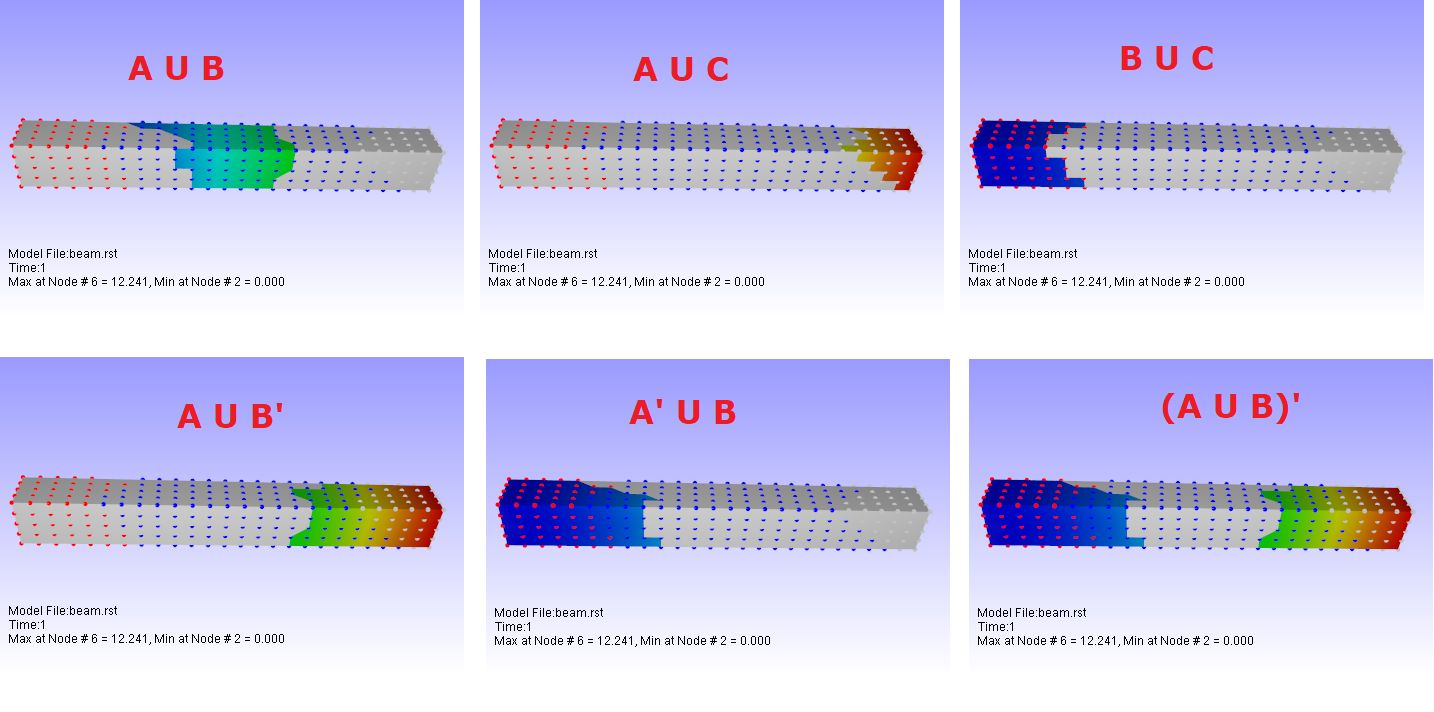 A U B
Model File:beam.rst
Time:1
Max at Node # 6 = 12.241, Min at Node # 2 = 0.000
A U C
Model File:beam.rst
Time:1
Max at Node # 6 = 12.241, Min at Node # 2 = 0.000
B U C
Model File:beam.rst
Time:1
Max at Node # 6 = 12.241, Min at Node # 2 = 0.000
A U B'
Model File:beam.rst
Time:1
Max at Node # 6 = 12.241, Min at Node # 2 = 0.000
A' U B
Model File:beam.rst
Time:1
Max at Node # 6 = 12.241, Min at Node # 2 = 0.000
(A U B)'
Model File:beam.rst
Time:1
Max at Node # 6 = 12.241, Min at Node # 2 = 0.000